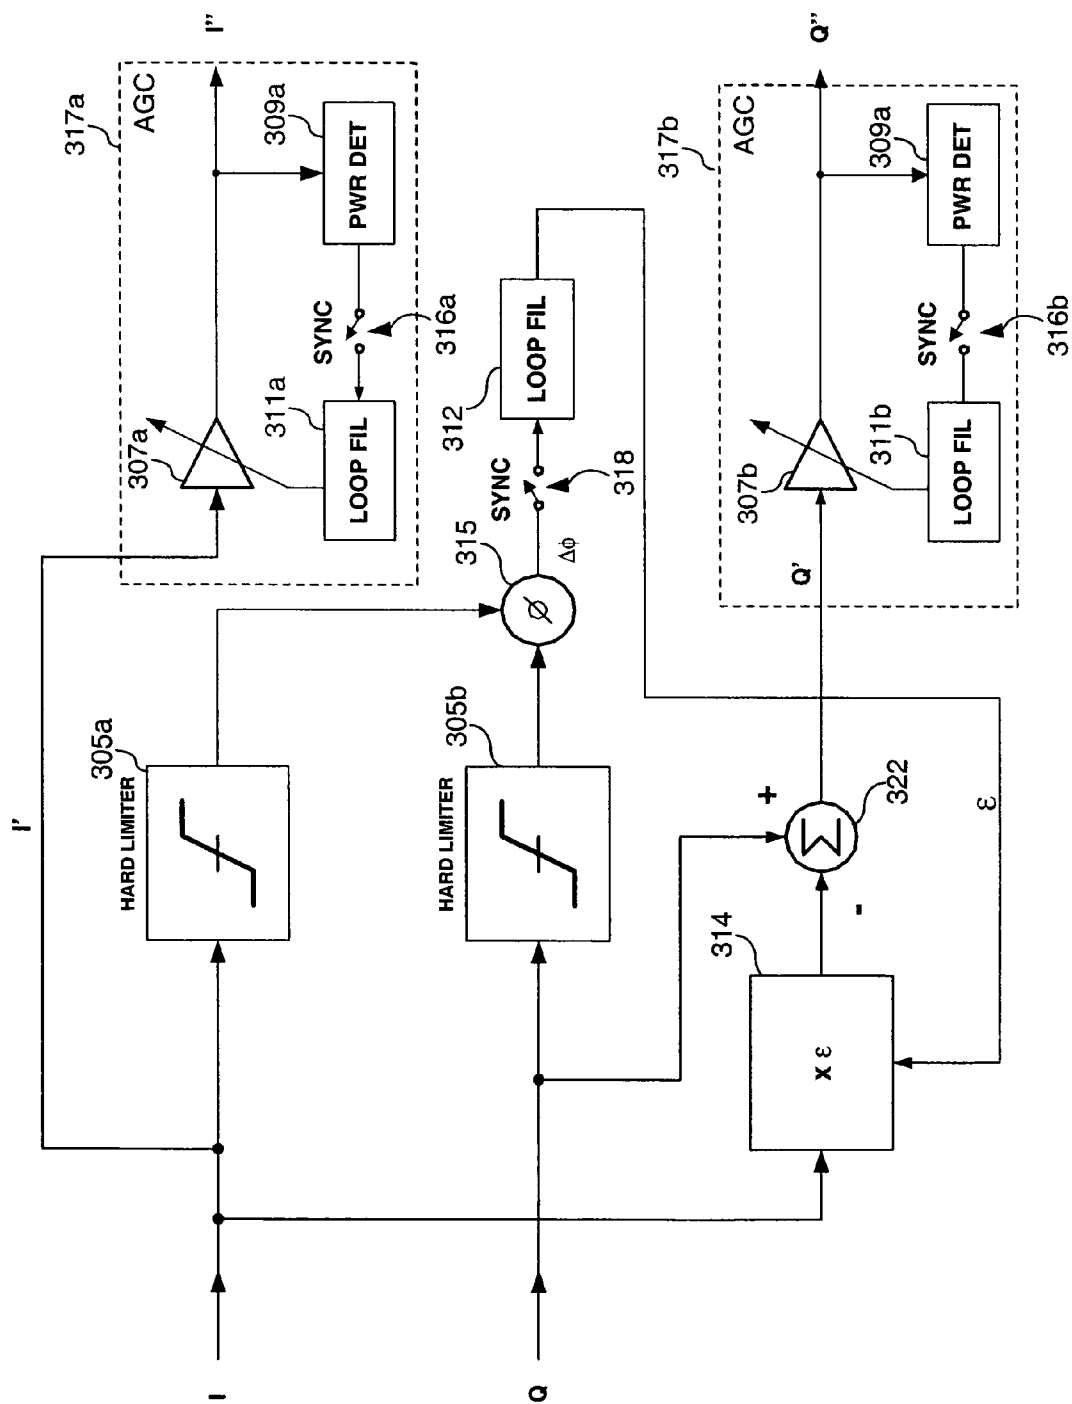 I'
I
305a
HARD LIMITER
317a
AGC
307a
311a
LOOP FIL
SYNC
316a
309a
PWR DET
I"
Q
305b
HARD LIMITER
315
ϕ
Δϕ
SYNC
318
312
LOOP FIL
314
x ε
-
+
Σ
322
ε
Q'
317b
AGC
307b
311b
LOOP FIL
SYNC
316b
309a
PWR DET
Q"